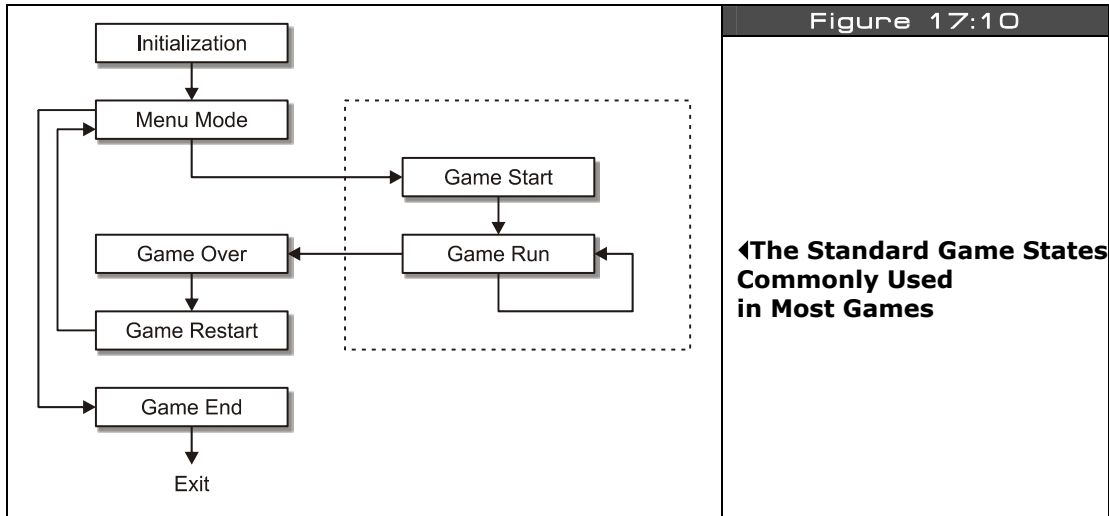 Figure 17:10
Initialization
Menu Mode
Game Start
Game Over
Game Run
Game Restart
Game End
Exit
The Standard Game States
Commonly Used
in Most Games